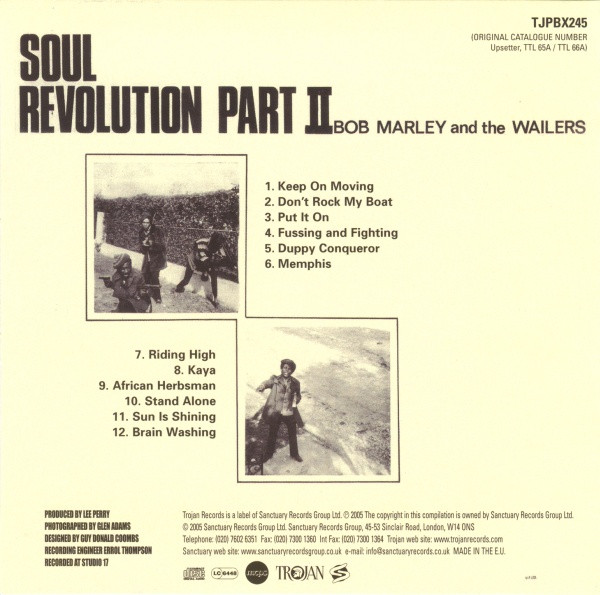 TJPBX245
(ORIGINAL CATALOGUE NUMBER
Upsetter, TTL 65A / TTL 66A)
SOUL
REVOLUTION PART II
BOB MARLEY and the WAILERS
1. Keep On Moving
2. Don't Rock My Boat
3. Put It On
4. Fussing and Fighting
5. Duppy Conqueror
6. Memphis
7. Riding High
8. Kaya
9. African Herbsman
10. Stand Alone
11. Sun Is Shining
12. Brain Washing
PRODUCED BY LEE PERRY
PHOTOGRAPHED BY GLEN ADAMS
DESIGNED BY GUY DONALD COOMBS
RECORDING ENGINEER ERROL THOMPSON
RECORDED AT STUDIO 17
Trojan Records is a label of Sanctuary Records Group Ltd. ℗ 2005 The copyright in this compilation is owned by Sanctuary Records Group Ltd.
© 2005 Sanctuary Records Group Ltd. Sanctuary Records Group, 45-53 Sinclair Road, London, W14 0NS
Telephone: (020) 7602 6351 Fax: (020) 7300 1360 Int Fax: (020) 7300 1364 Trojan web site: www.trojanrecords.com
Sanctuary web site: www.sanctuaryrecordsgroup.co.uk e-mail: info@sanctuaryrecords.co.uk MADE IN THE E.U.
LC 6448
mcps
TROJAN